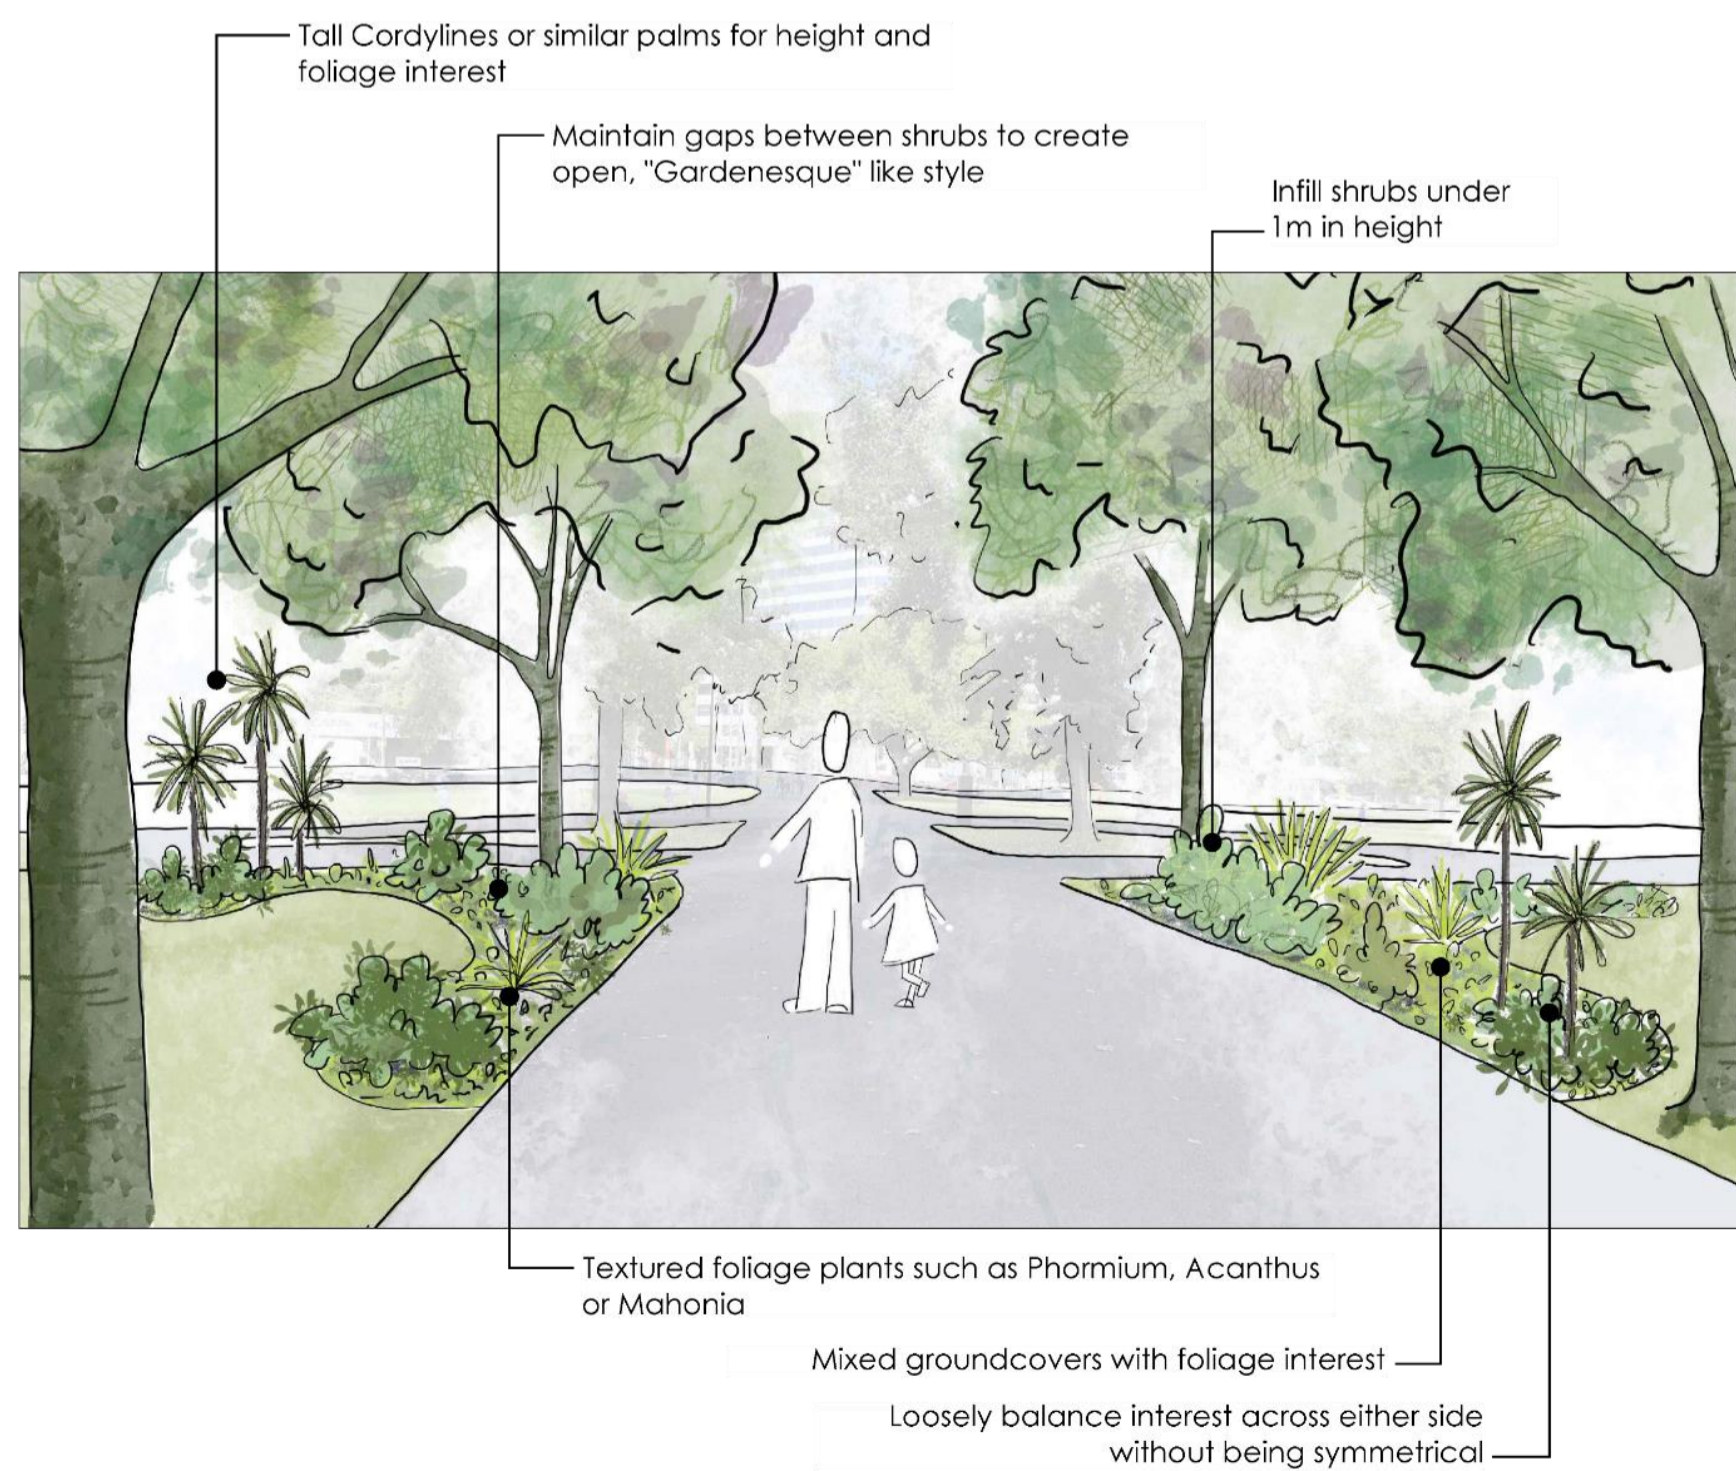 Tall Cordylines or similar palms for height and
foliage interest
Maintain gaps between shrubs to create
open, "Gardenesque" like style
Infill shrubs under
1m in height
Textured foliage plants such as Phormium, Acanthus
or Mahonia
Mixed groundcovers with foliage interest
Loosely balance interest across either side
without being symmetrical